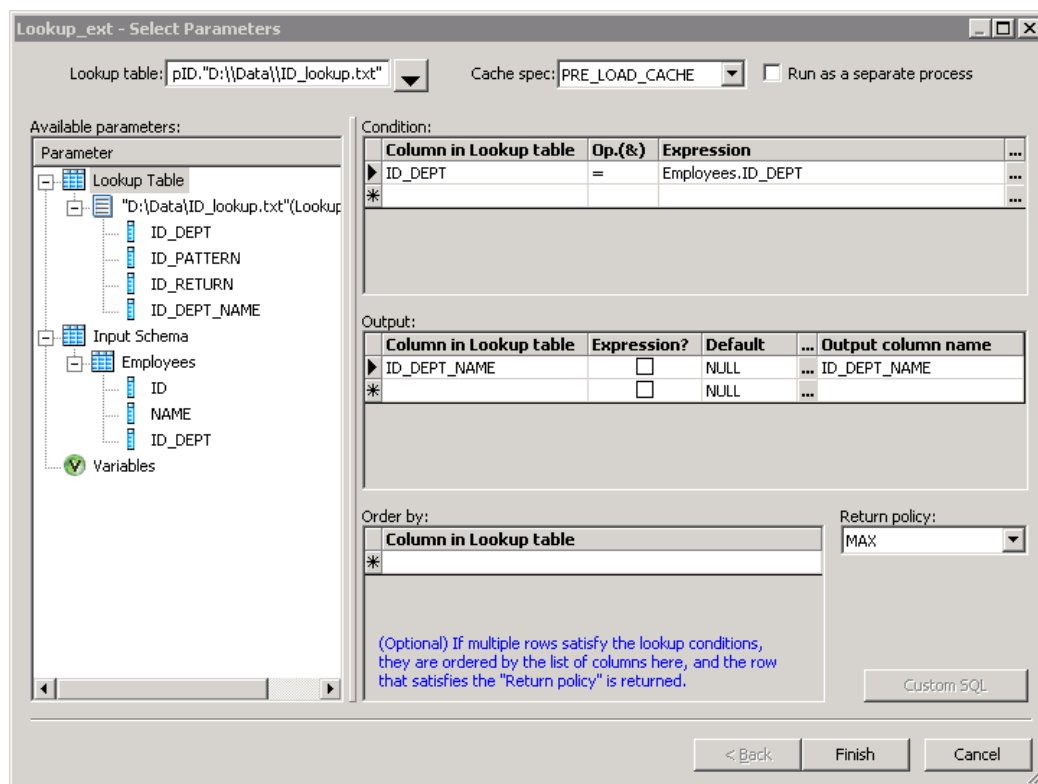 Lookup_ext - Select Parameters
Lookup table: pID."D:\\Data\\ID_lookup.txt" Cache spec: PRE_LOAD_CACHE Run as a separate process
Available parameters:
Parameter
Lookup Table
"D:\Data\ID_lookup.txt"(Lookup
ID_DEPT
ID_PATTERN
ID_RETURN
ID_DEPT_NAME
Input Schema
Employees
ID
NAME
ID_DEPT
Variables
Condition:
Column in Lookup table Op.(&) Expression ...
ID_DEPT = Employees.ID_DEPT ...
...
Output:
Column in Lookup table Expression? Default ... Output column name
ID_DEPT_NAME NULL ... ID_DEPT_NAME
NULL ...
Order by:
Column in Lookup table
(Optional) If multiple rows satisfy the lookup conditions,
they are ordered by the list of columns here, and the row
that satisfies the "Return policy" is returned.
Return policy:
MAX
Custom SQL
< Back Finish Cancel